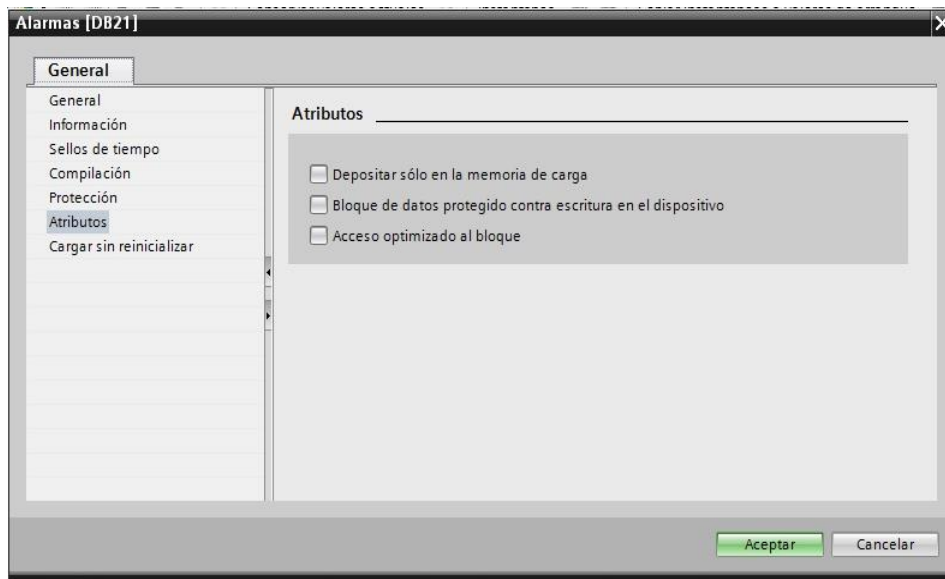 Alarmas [DB21]
General
General
Información
Sellos de tiempo
Compilación
Protección
Atributos
Cargar sin reinicializar
Atributos
Depositar sólo en la memoria de carga
Bloque de datos protegido contra escritura en el dispositivo
Acceso optimizado al bloque
Aceptar
Cancelar